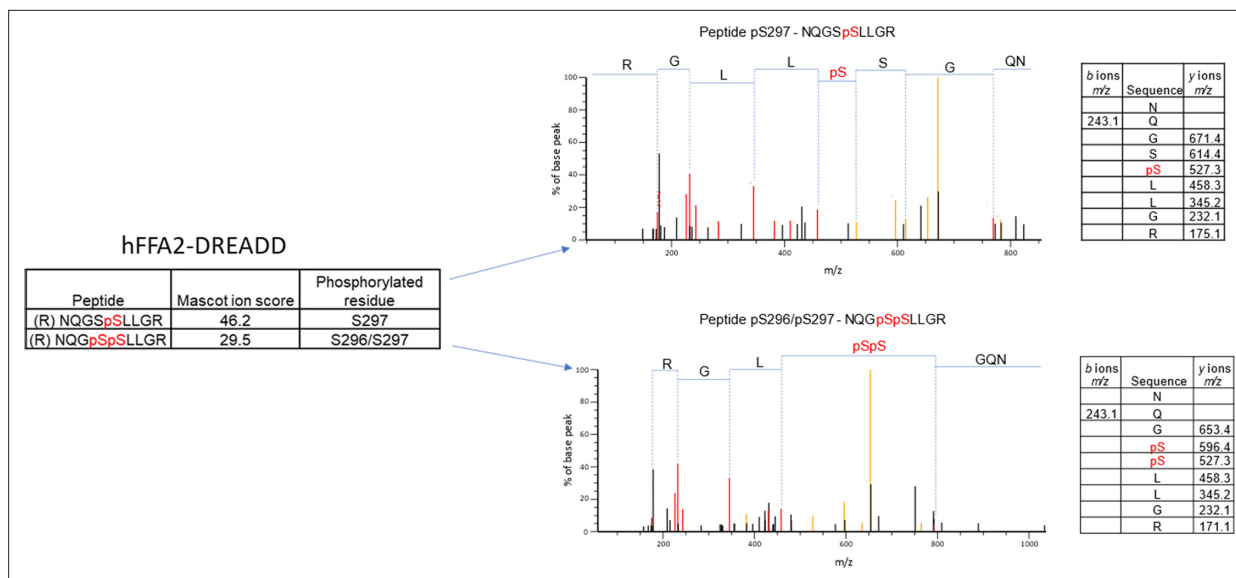 hFFA2-DREADD
Peptide Mascot ion score Phosphorylated residue
(R) NQGSpSLLGR 46.2 S297
(R) NQGpSpSLLGR 29.5 S296/S297
Peptide pS297 - NQGSpSLLGR
R G L L pS S G QN
% of base peak
100
80
60
40
20
0
200 400 600 800
m/z
b ions m/z Sequence y ions m/z
N
243.1 Q
G 671.4
S 614.4
pS 527.3
L 458.3
L 345.2
G 232.1
R 175.1
Peptide pS296/pS297 - NQGpSpSLLGR
R G L pSpS GQN
% of base peak
100
80
60
40
20
0
200 400 600 800 1000
m/z
b ions m/z Sequence y ions m/z
N
243.1 Q
G 653.4
pS 596.4
pS 527.3
L 458.3
L 345.2
G 232.1
R 171.1